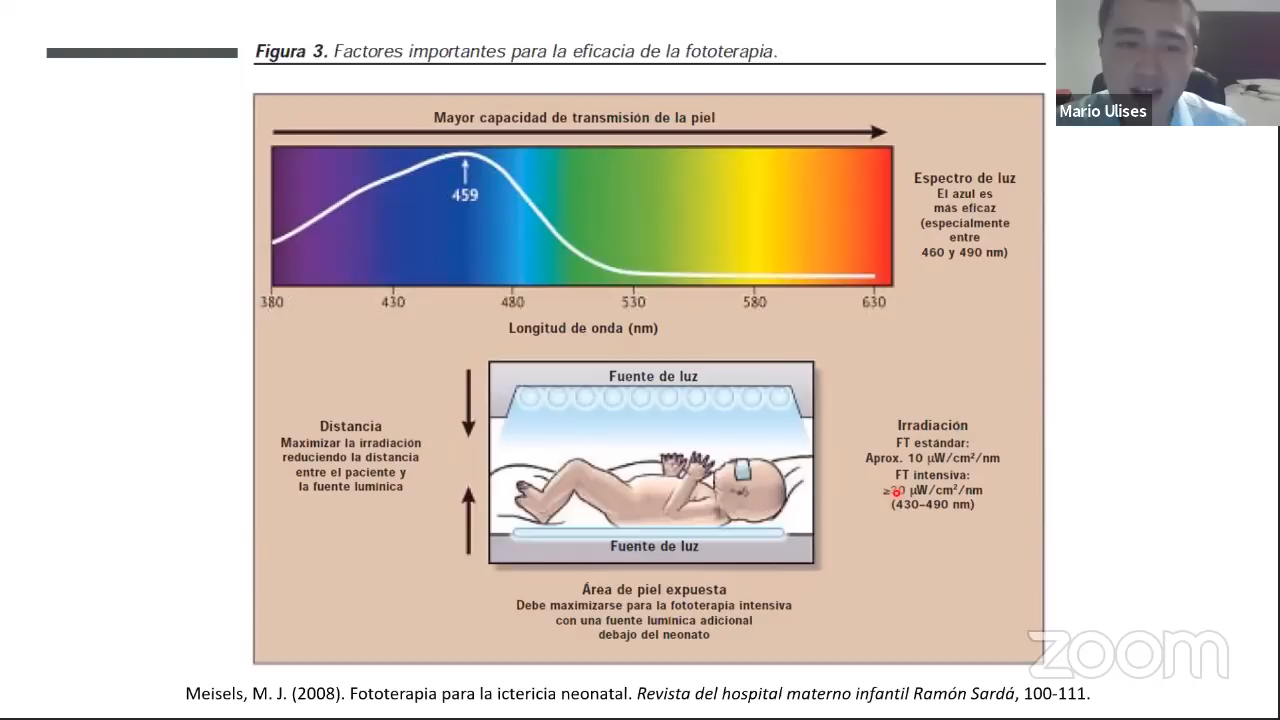 Figura 3. Factores importantes para la eficacia de la fototerapia.
Mario Ulises
Mayor capacidad de transmisión de la piel
459
Espectro de luz
El azul es
más eficaz
(especialmente
entre
460 y 490 nm)
380 430 480 530 580 630
Longitud de onda (nm)
Fuente de luz
Distancia
Maximizar la irradiación
reduciendo la distancia
entre el paciente y
la fuente lumínica
Irradiación
FT estándar:
Aprox. 10 µW/cm²/nm
FT intensiva:
≥30 µW/cm²/nm
(430–490 nm)
Fuente de luz
Área de piel expuesta
Debe maximizarse para la fototerapia intensiva
con una fuente lumínica adicional
debajo del neonato
zoom
Meisels, M. J. (2008). Fototerapia para la ictericia neonatal. Revista del hospital materno infantil Ramón Sardá, 100-111.